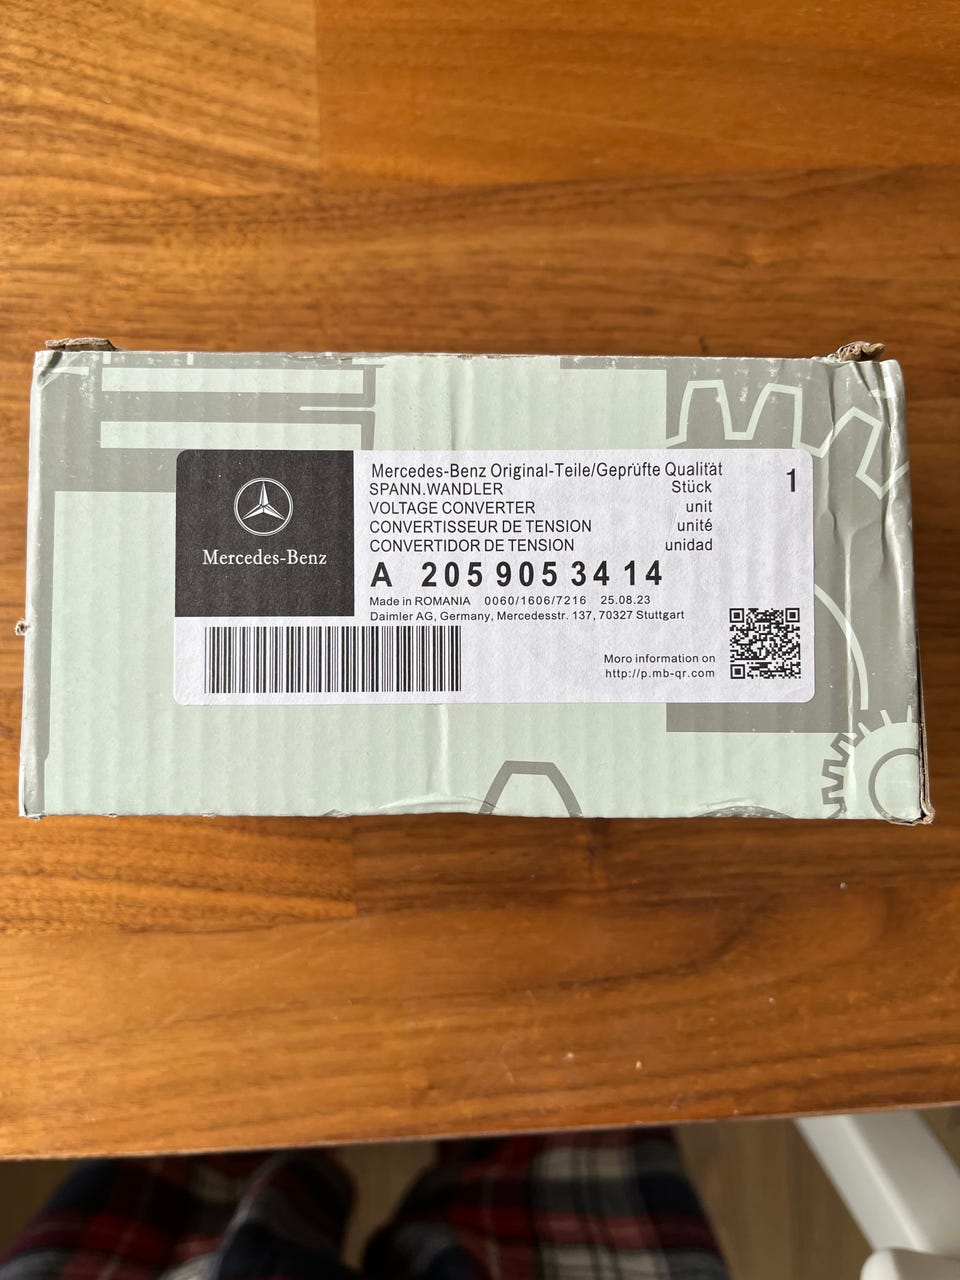 Mercedes-Benz
Mercedes-Benz Original-Teile/Geprüfte Qualität
SPANN.WANDLER Stück 1
VOLTAGE CONVERTER unit
CONVERTISSEUR DE TENSION unité
CONVERTIDOR DE TENSION unidad
A 205 905 34 14
Made in ROMANIA 0060/1606/7216 25.08.23
Daimler AG, Germany, Mercedesstr. 137, 70327 Stuttgart
Moro information on
http://p.mb-qr.com